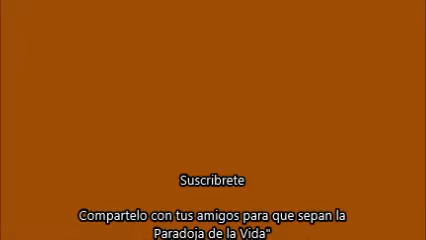 Suscribrete
Compartelo con tus amigos para que sepan la
Paradoja de la Vida"